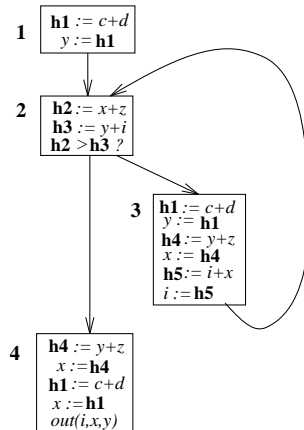 1
h1 := c+d
y := h1
2
h2 := x+z
h3 := y+i
h2 >h3 ?
3
h1 := c+d
y := h1
h4 := y+z
x := h4
h5 := i+x
i := h5
4
h4 := y+z
x := h4
h1 := c+d
x := h1
out(i,x,y)